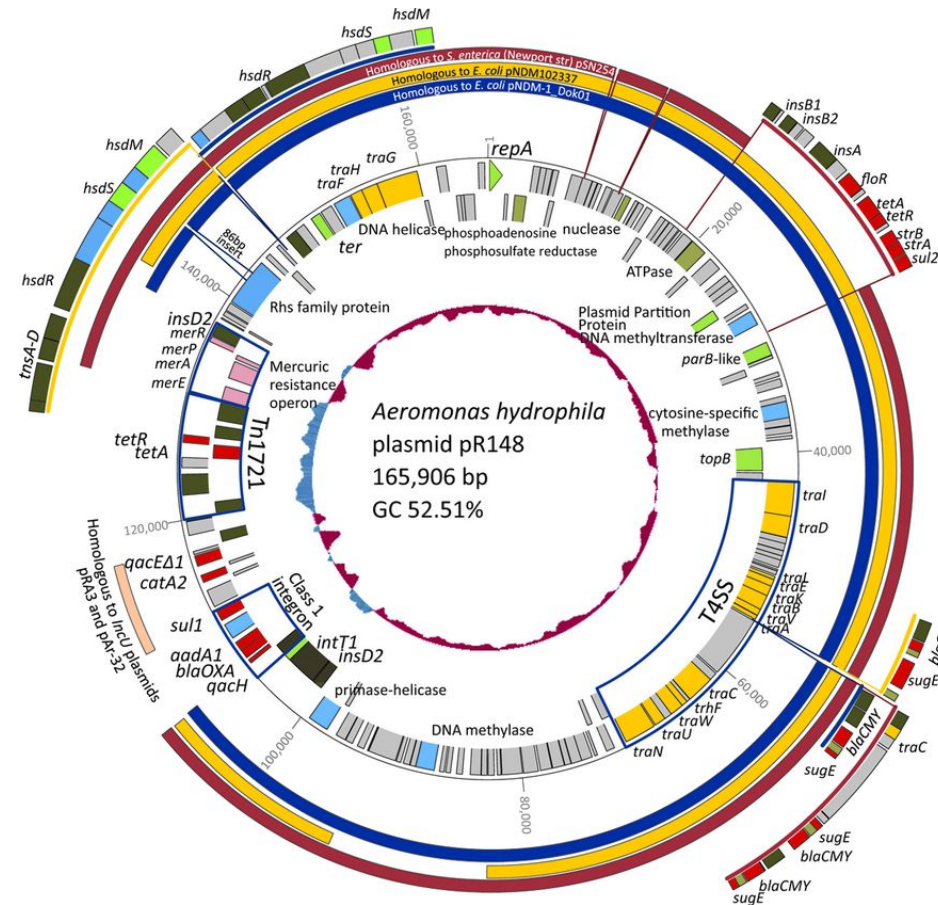 hsdM
hsdS
hsdR
hsdM
hsdS
hsdR
tnsA-D
Homologous to S. enterica (Newport str) pSN254
Homologous to E. coli pNDM102337
Homologous to E. coli pNDM-1_Dok01
160,000
1
repA
traG
traH
traF
ter
DNA helicase
phosphoadenosine
phosphosulfate reductase
nuclease
ATPase
20,000
insB1
insB2
insA
floR
tetA
tetR
strB
strA
sul2
Plasmid Partition
Protein
DNA methyltransferase
parB-like
cytosine-specific
methylase
topB
40,000
86bp
insert
140,000
Rhs family protein
insD2
merR
merP
merA
merE
Mercuric
resistance
operon
Tn1721
tetR
tetA
120,000
Aeromonas hydrophila
plasmid pR148
165,906 bp
GC 52.51%
traI
traD
traL
traE
traK
traB
traV
traA
T4SS
60,000
traC
trhF
traW
traU
traN
qacEΔ1
catA2
Homologous to IncU plasmids
pRA3 and pAr-32
Class 1
integron
sul1
aadA1
blaOXA
qacH
intT1
insD2
primase-helicase
DNA methylase
100,000
80,000
sugE
blaCMY
sugE
traC
sugE
blaCMY
blaCMY
sugE